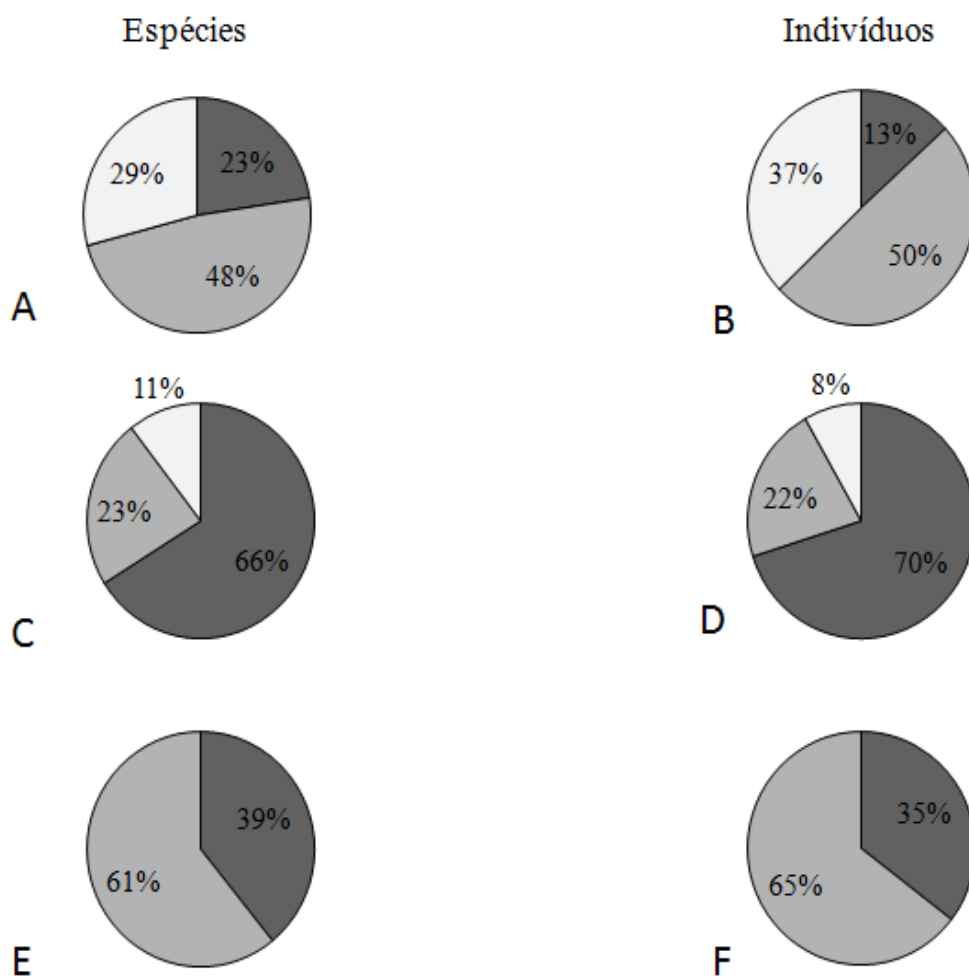 Espécies
Indivíduos
29%
23%
48%
A
37%
13%
50%
B
11%
23%
66%
C
8%
22%
70%
D
39%
61%
E
35%
65%
F